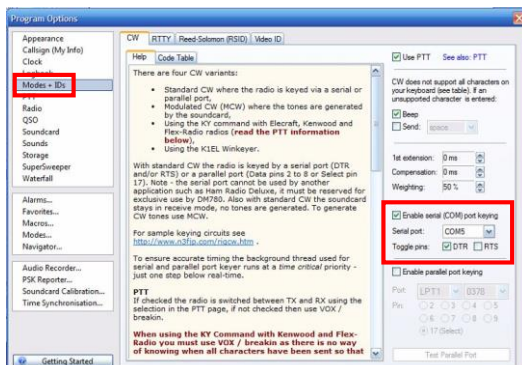 Program Options
Appearance
Callsign (My Info)
Clock
Logbook
Modes + IDs
PTT
Radio
QSO
Soundcard
Sounds
Storage
SuperSweeper
Waterfall
Alarms...
Favorites...
Macros...
Modes...
Navigator...
Audio Recorder...
PSK Reporter...
Soundcard Calibration...
Time Synchronisation...
Getting Started
CW RTTY Reed-Solomon (RSID) Video ID
Help Code Table
There are four CW variants:
• Standard CW where the radio is keyed via a serial or
parallel port,
• Modulated CW (MCW) where the tones are generated
by the soundcard,
• Using the KY command with Elecraft, Kenwood and
Flex-Radio radios (read the PTT information
below),
• Using the K1EL Winkeyer.
With standard CW the radio is keyed by a serial port (DTR
and/or RTS) or a parallel port (Data pins 2 to 8 or Select pin
17). Note - the serial port cannot be used by another
application such as Ham Radio Deluxe, it must be reserved for
exclusive use by DM780. Also with standard CW the soundcard
stays in receive mode, no tones are generated. To generate
CW tones use MCW.
For sample keying circuits see
http://www.n3fjp.com/rigcw.htm .
To ensure accurate timing the background thread used for
serial and parallel port keyer runs at a time critical priority -
just one step below real-time.
PTT
If checked the radio is switched between TX and RX using the
selection in the PTT page, if not checked then use VOX /
breakin.
When using the KY Command with Kenwood and Flex-
Radio you must use VOX / breakin as there is no way
of knowing when all characters have been sent so that
Use PTT See also: PTT
CW does not support all characters on
your keyboard (see table). If an
unsupported character is entered:
Beep
Send: space
1st extension: 0 ms
Compensation: 0 ms
Weighting: 50 %
Enable serial (COM) port keying
Serial port: COM5
Toggle pins: DTR RTS
Enable parallel port keying
Port: LPT1 0378
Pin: 2 3 4 5
6 7 8 9
17 (Select)
Test Parallel Port